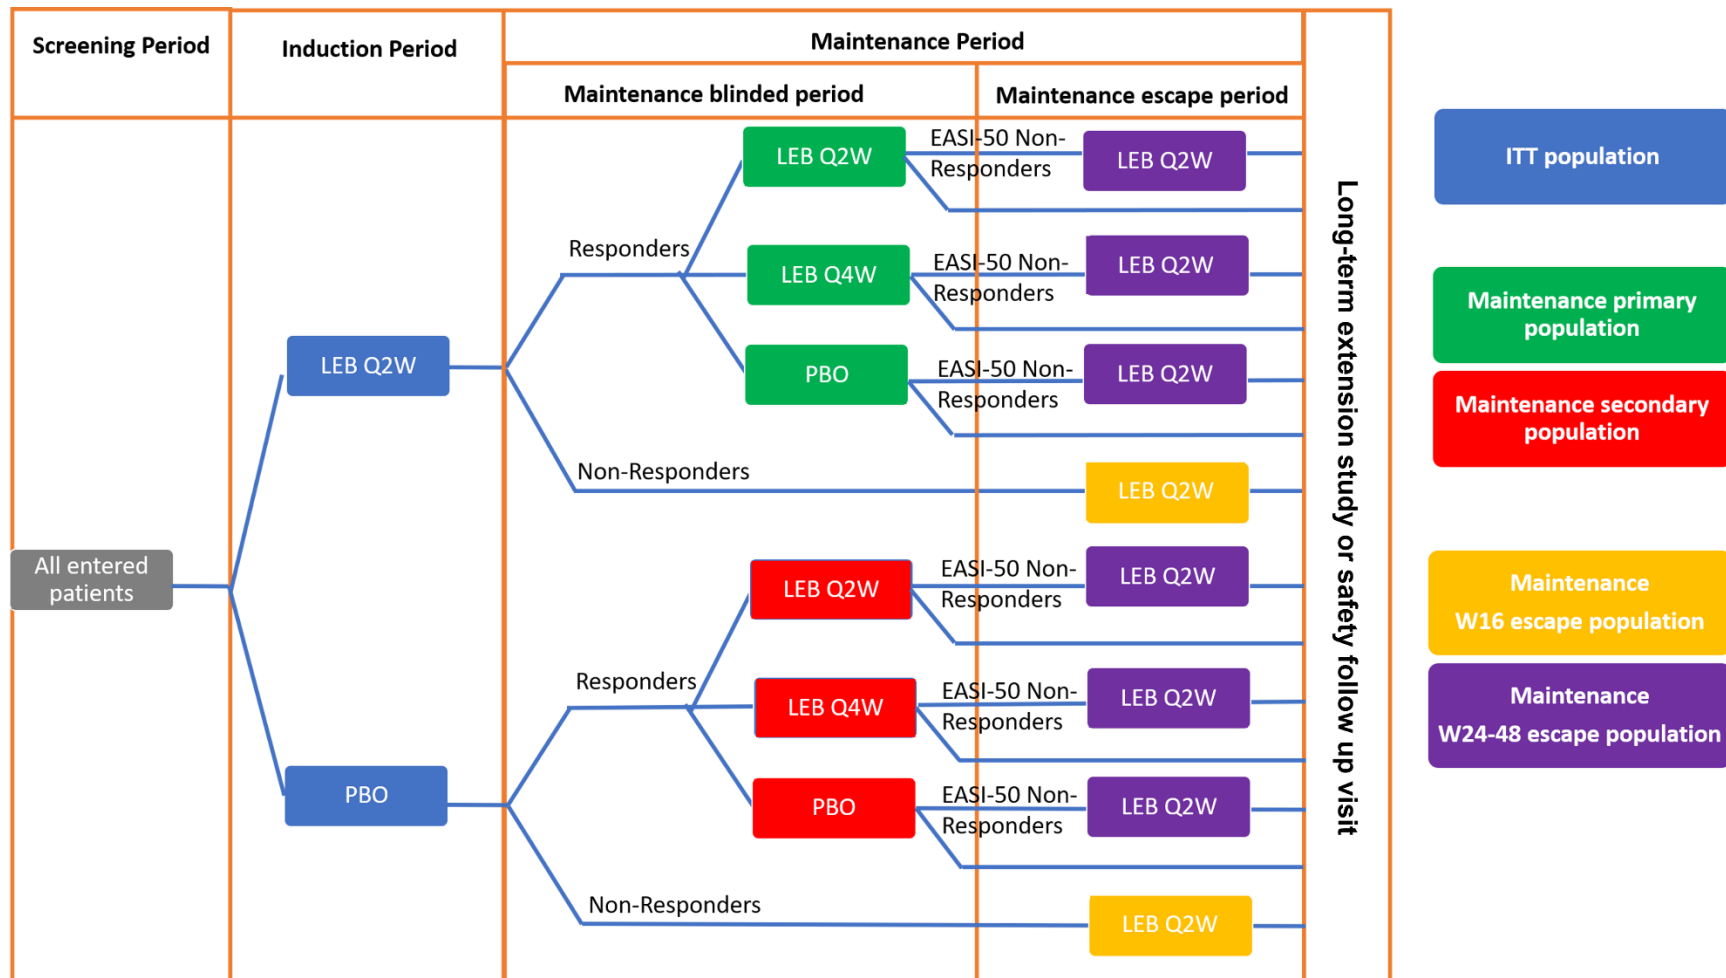 Screening Period
Induction Period
Maintenance Period
Maintenance blinded period
Maintenance escape period
LEB Q2W
EASI-50 Non-
Responders
LEB Q2W
Responders
LEB Q4W
EASI-50 Non-
Responders
LEB Q2W
LEB Q2W
PBO
EASI-50 Non-
Responders
LEB Q2W
Non-Responders
LEB Q2W
All entered
patients
LEB Q2W
EASI-50 Non-
Responders
LEB Q2W
Responders
LEB Q4W
EASI-50 Non-
Responders
LEB Q2W
PBO
PBO
EASI-50 Non-
Responders
LEB Q2W
Non-Responders
LEB Q2W
Long-term extension study or safety follow up visit
ITT population
Maintenance primary
population
Maintenance secondary
population
Maintenance
W16 escape population
Maintenance
W24-48 escape population